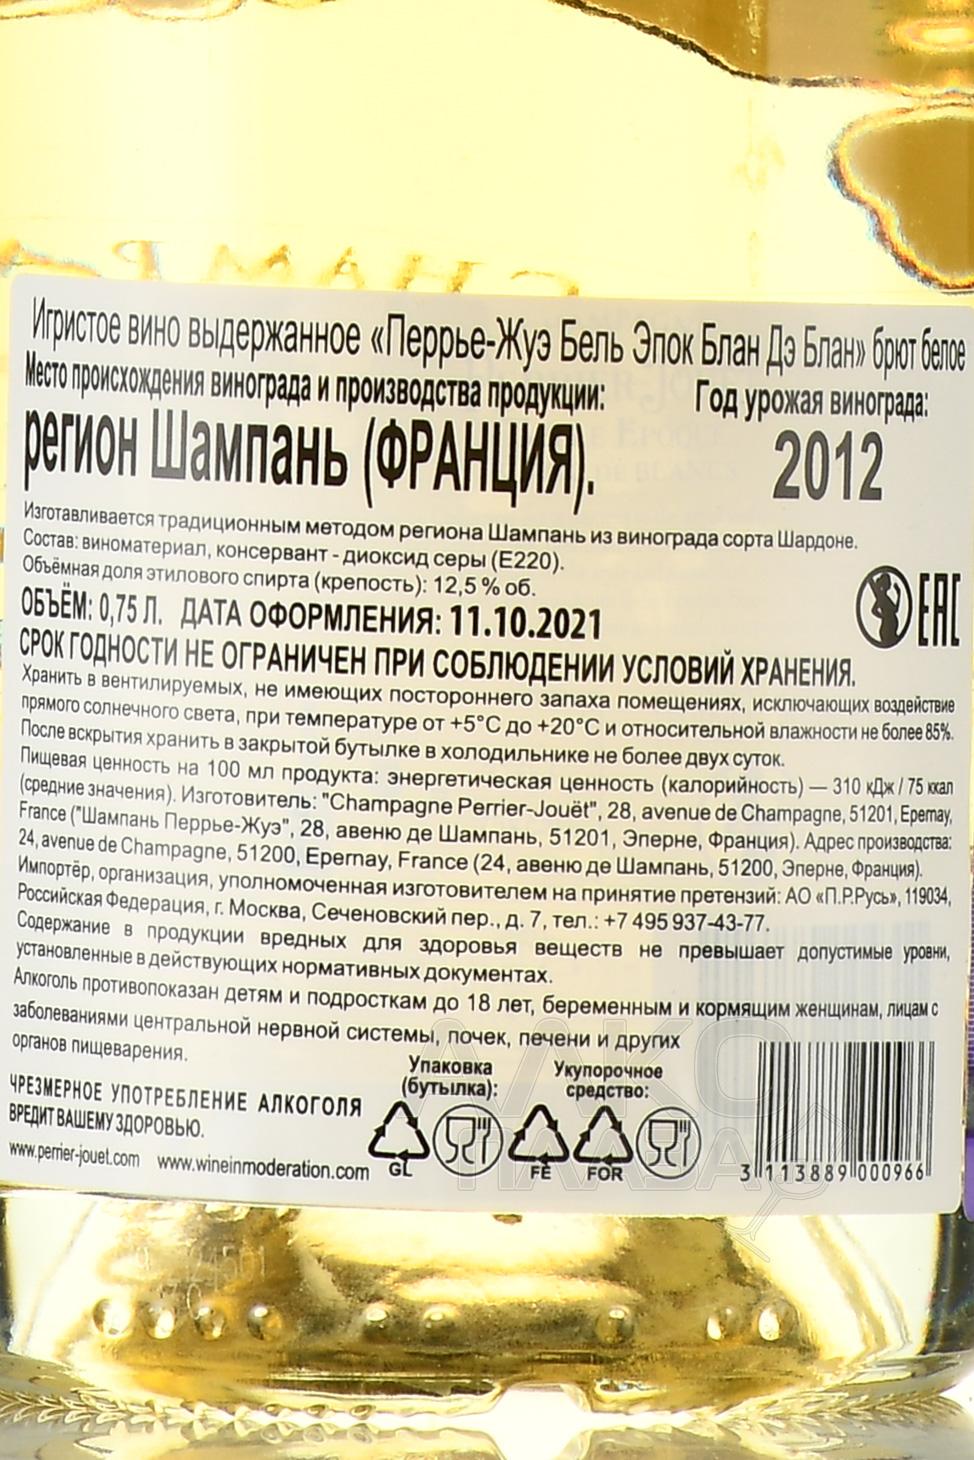 CHAMP
Игристое вино выдержанное «Перрье-Жуэ Бель Эпок Блан Дэ Блан» брют белое
Место происхождения винограда и производства продукции:
Год урожая винограда:
регион Шампань (ФРАНЦИЯ).
2012
Изготавливается традиционным методом региона Шампань из винограда сорта Шардоне.
Состав: виноматериал, консервант - диоксид серы (Е220).
Объёмная доля этилового спирта (крепость): 12,5 % об.
ОБЪЁМ: 0,75 Л. ДАТА ОФОРМЛЕНИЯ: 11.10.2021
EAC
СРОК ГОДНОСТИ НЕ ОГРАНИЧЕН ПРИ СОБЛЮДЕНИИ УСЛОВИЙ ХРАНЕНИЯ.
Хранить в вентилируемых, не имеющих постороннего запаха помещениях, исключающих воздействие
прямого солнечного света, при температуре от +5°С до +20°С и относительной влажности не более 85%.
После вскрытия хранить в закрытой бутылке в холодильнике не более двух суток.
Пищевая ценность на 100 мл продукта: энергетическая ценность (калорийность) — 310 кДж / 75 ккал
(средние значения). Изготовитель: "Champagne Perrier-Jouët", 28, avenue de Champagne, 51201, Epernay,
France ("Шампань Перрье-Жуэ", 28, авеню де Шампань, 51201, Эперне, Франция). Адрес производства:
24, avenue de Champagne, 51200, Epernay, France (24, авеню де Шампань, 51200, Эперне, Франция).
Импортёр, организация, уполномоченная изготовителем на принятие претензий: АО «П.Р.Русь», 119034,
Российская Федерация, г. Москва, Сеченовский пер., д. 7, тел.: +7 495 937-43-77.
Содержание в продукции вредных для здоровья веществ не превышает допустимые уровни,
установленные в действующих нормативных документах.
Алкоголь противопоказан детям и подросткам до 18 лет, беременным и кормящим женщинам, лицам с
заболеваниями центральной нервной системы, почек, печени и других
органов пищеварения.
Упаковка
(бутылка):
Укупорочное
средство:
ЧРЕЗМЕРНОЕ УПОТРЕБЛЕНИЕ АЛКОГОЛЯ
ВРЕДИТ ВАШЕМУ ЗДОРОВЬЮ.
www.perrier-jouet.com www.wineinmoderation.com
GL
FE
FOR
3 113889 000966
АЛКО
ПЛАЗА